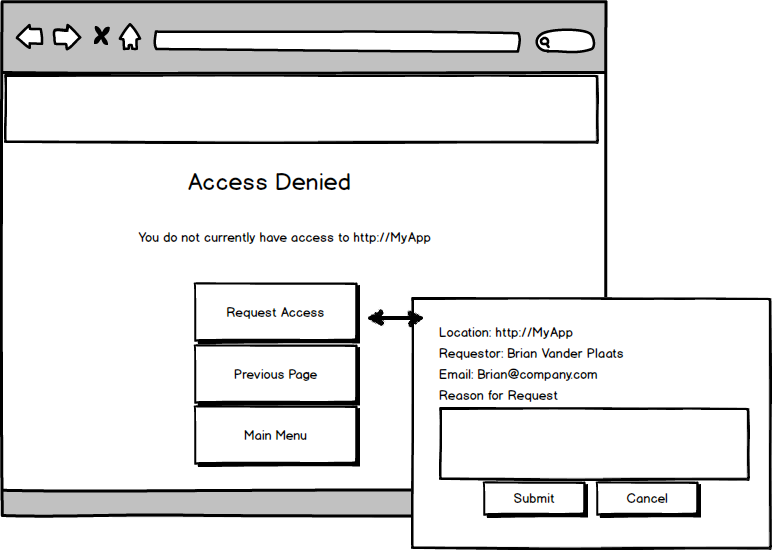 Access Denied
You do not currently have access to http://MyApp
Request Access
Previous Page
Main Menu
Location: http://MyApp
Requestor: Brian Vander Plaats
Email: Brian@company.com
Reason for Request
Submit
Cancel